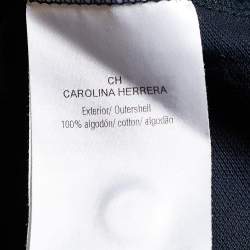 CH
CAROLINA HERRERA
Exterior/ Outershell
100% algodón/ cotton/ algodão